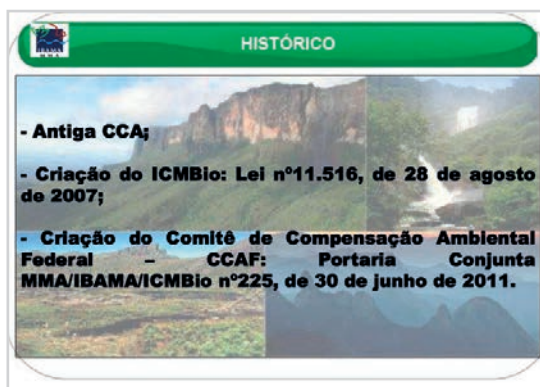 IBAMA
M M A
HISTÓRICO
- Antiga CCA;
- Criação do ICMBio: Lei nº11.516, de 28 de agosto
de 2007;
- Criação do Comitê de Compensação Ambiental
Federal – CCAF: Portaria Conjunta
MMA/IBAMA/ICMBio nº225, de 30 de junho de 2011.